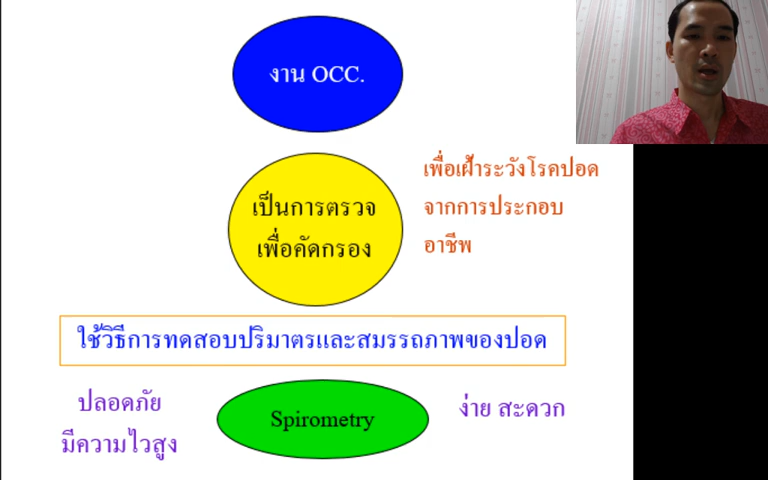 งาน OCC.
เป็นการตรวจ
เพื่อคัดกรอง
เพื่อเฝ้าระวังโรคปอด
จากการประกอบ
อาชีพ
ใช้วิธีการทดสอบปริมาตรและสมรรถภาพของปอด
ปลอดภัย
มีความไวสูง
Spirometry
ง่าย สะดวก